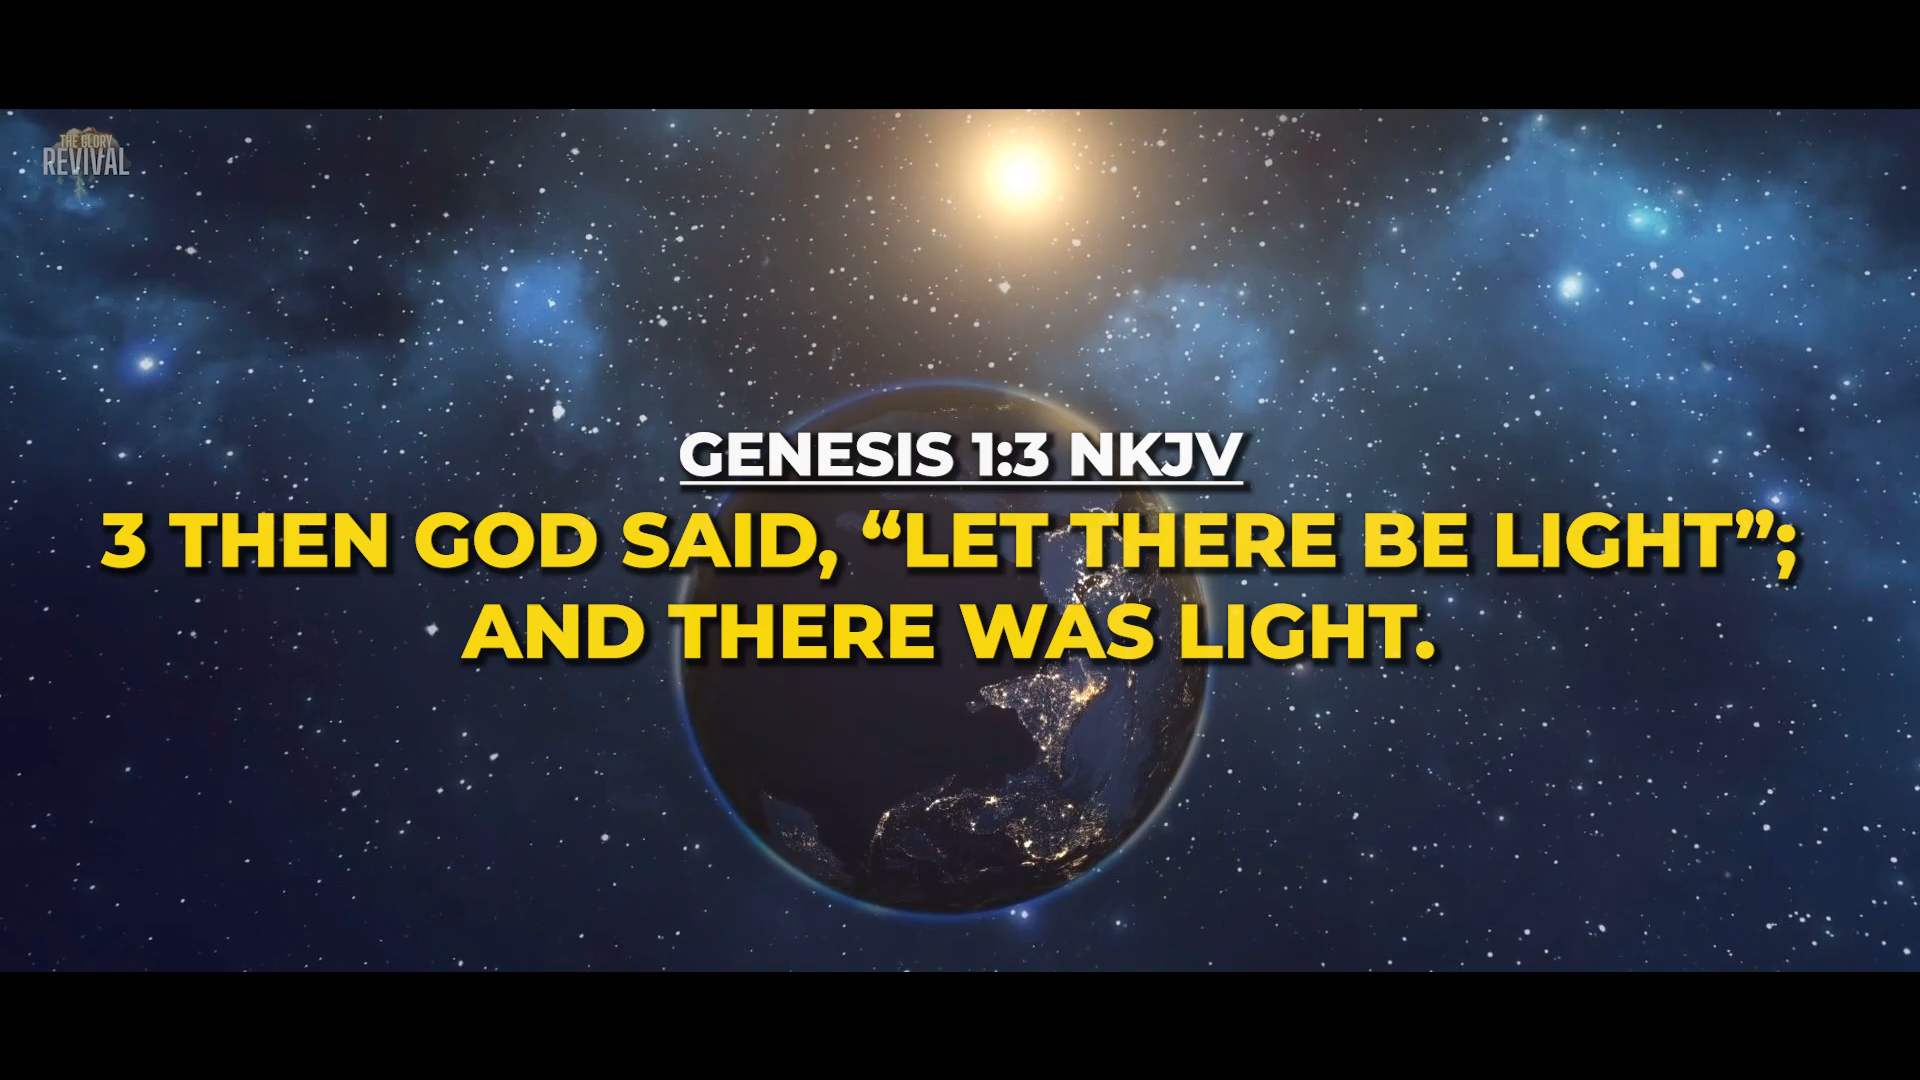 THE GLORY
REVIVAL
GENESIS 1:3 NKJV
3 THEN GOD SAID, “LET THERE BE LIGHT”;
AND THERE WAS LIGHT.